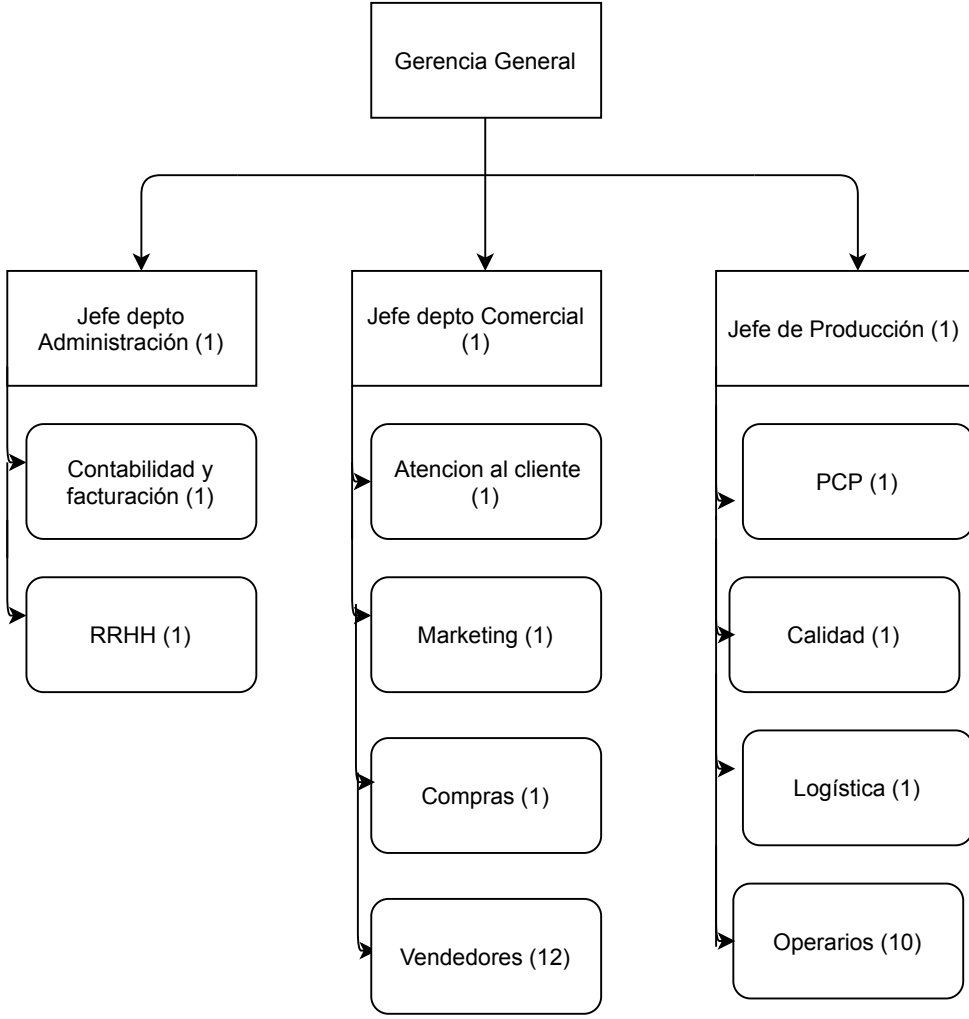 Gerencia General
Jefe depto
Administración (1)
Jefe depto Comercial
(1)
Jefe de Producción (1)
Contabilidad y
facturación (1)
Atencion al cliente
(1)
PCP (1)
RRHH (1)
Marketing (1)
Calidad (1)
Compras (1)
Logística (1)
Vendedores (12)
Operarios (10)